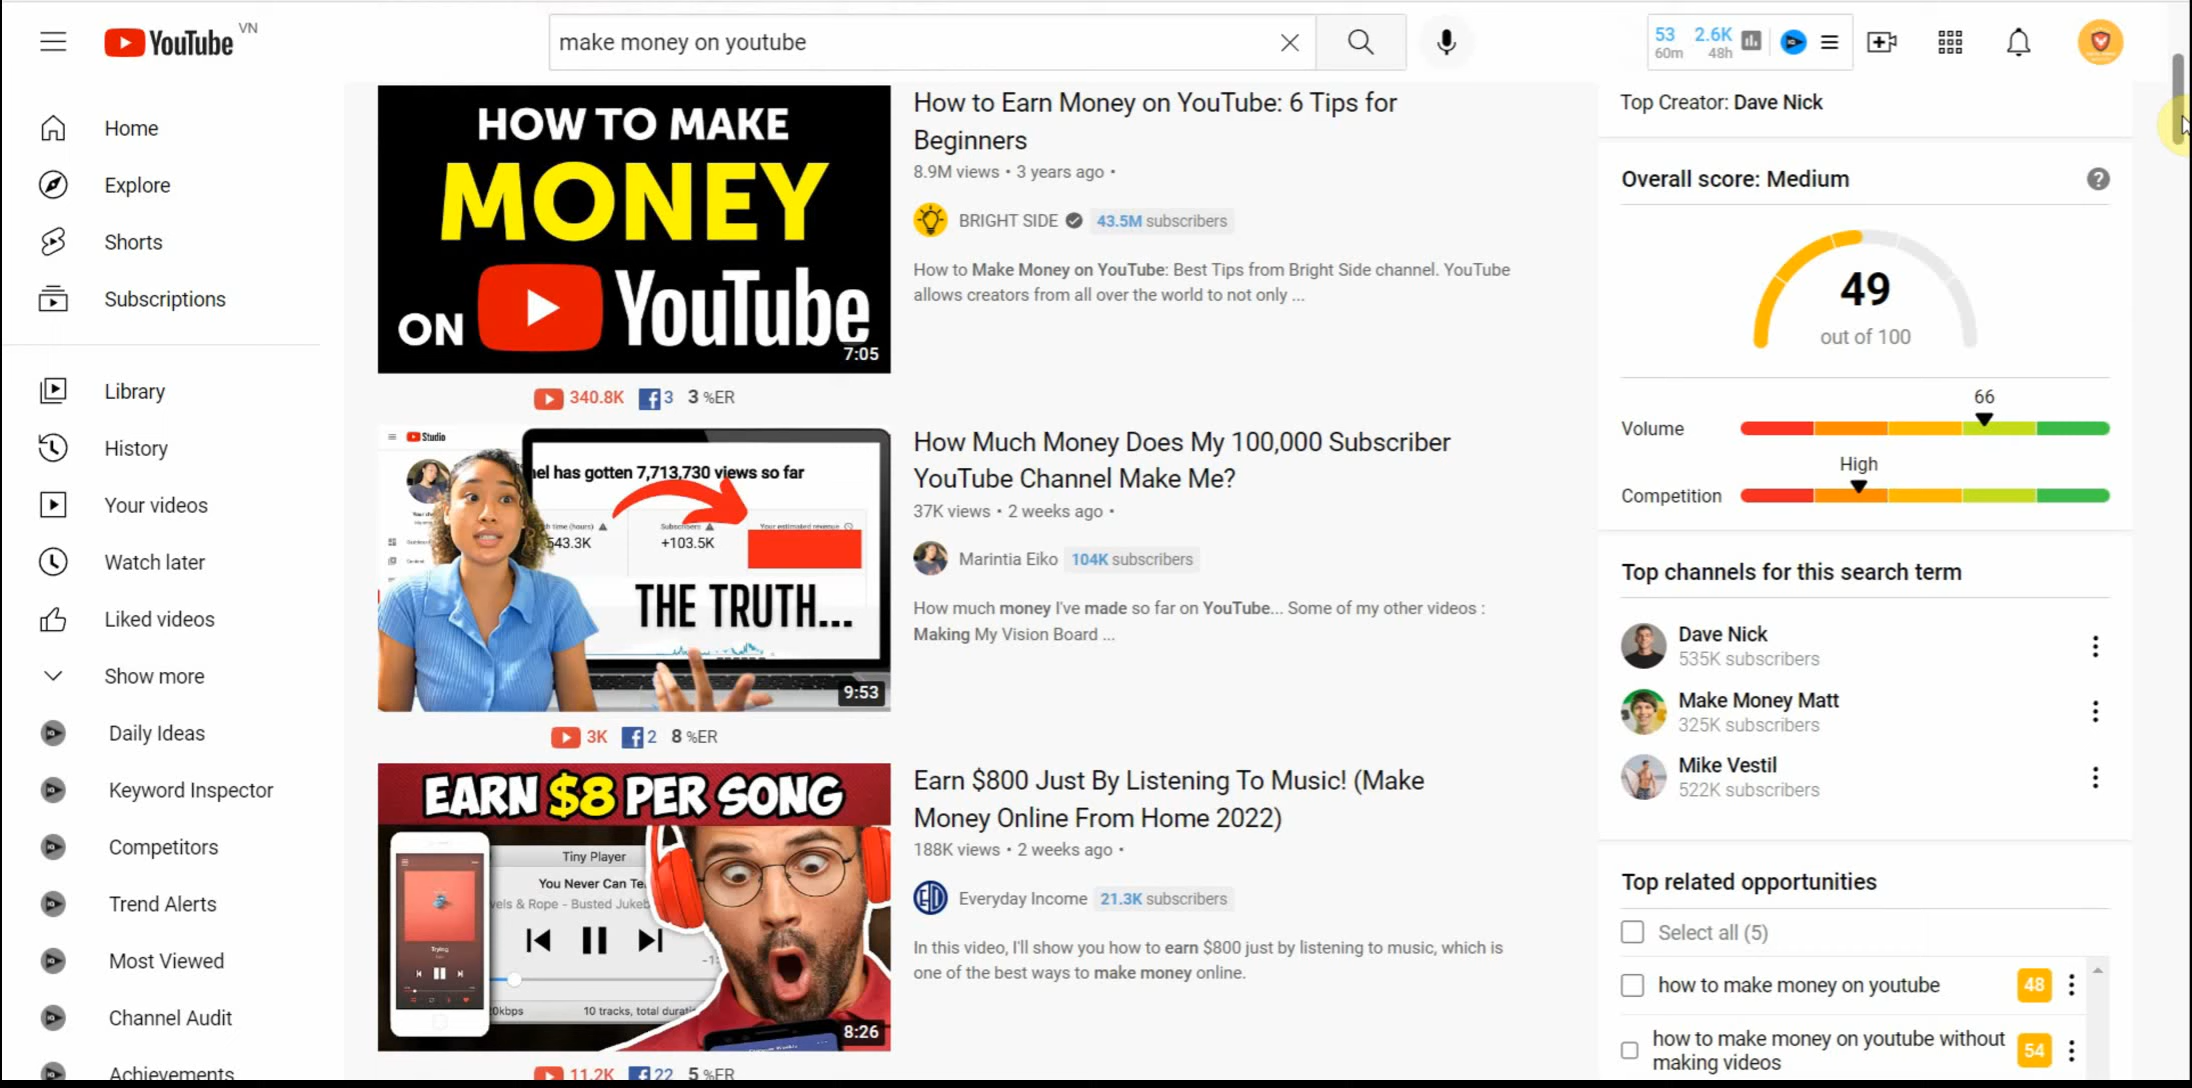 YouTube VN
make money on youtube
53 2.6K
60m 48h
Home
Explore
Shorts
Subscriptions
Library
History
Your videos
Watch later
Liked videos
Show more
Daily Ideas
Keyword Inspector
Competitors
Trend Alerts
Most Viewed
Channel Audit
Achievements
HOW TO MAKE
MONEY
ON YouTube
7:05
340.8K 3 3 %ER
How to Earn Money on YouTube: 6 Tips for
Beginners
8.9M views • 3 years ago •
BRIGHT SIDE 43.5M subscribers
How to Make Money on YouTube: Best Tips from Bright Side channel. YouTube
allows creators from all over the world to not only ...
Studio
nel has gotten 7,713,730 views so far
h time (hours) Subscribers Your estimated revenue
543.3K +103.5K
THE TRUTH...
9:53
3K 2 8 %ER
How Much Money Does My 100,000 Subscriber
YouTube Channel Make Me?
37K views • 2 weeks ago •
Marintia Eiko 104K subscribers
How much money I've made so far on YouTube... Some of my other videos :
Making My Vision Board ...
EARN $8 PER SONG
Tiny Player
You Never Can Te
vels & Rope - Busted Jukeb
Trying
-1:
0kbps 10 tracks, total durati
8:26
11.2K 22 5 %ER
Earn $800 Just By Listening To Music! (Make
Money Online From Home 2022)
188K views • 2 weeks ago •
Everyday Income 21.3K subscribers
In this video, I'll show you how to earn $800 just by listening to music, which is
one of the best ways to make money online.
Top Creator: Dave Nick
Overall score: Medium
49
out of 100
66
Volume
High
Competition
Top channels for this search term
Dave Nick
535K subscribers
Make Money Matt
325K subscribers
Mike Vestil
522K subscribers
Top related opportunities
Select all (5)
how to make money on youtube 48
how to make money on youtube without
making videos 54